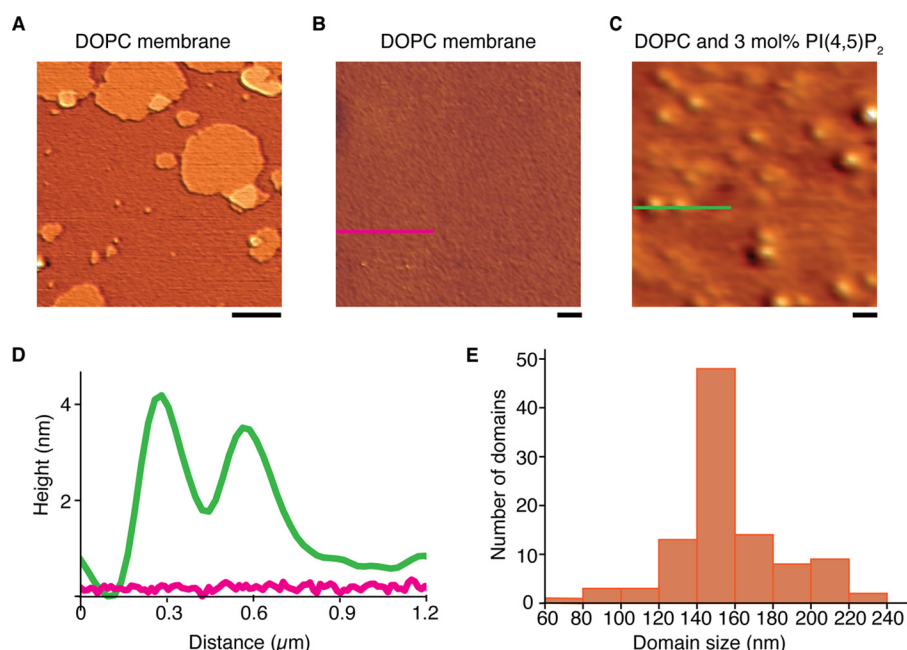 A
DOPC membrane
B
DOPC membrane
C
DOPC and 3 mol% PI(4,5)P₂
D
Height (nm)
4
2
0
0.3
0.6
0.9
1.2
Distance (µm)
E
Number of domains
50
40
30
20
10
0
60
80
100
120
140
160
180
200
220
240
Domain size (nm)